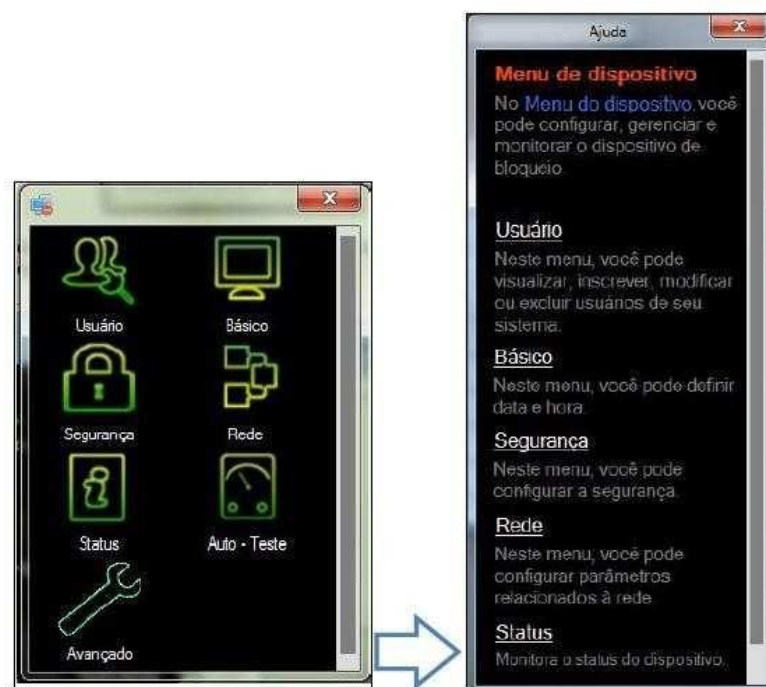 Usuário
Básico
Segurança
Rede
Status
Auto - Teste
Avançado
Ajuda
Menu de dispositivo
No Menu do dispositivo, você
pode configurar, gerenciar e
monitorar o dispositivo de
bloqueio
Usuário
Neste menu, você pode
visualizar, inscrever, modificar
ou excluir usuários de seu
sistema.
Básico
Neste menu, você pode definir
data e hora.
Segurança
Neste menu, você pode
configurar a segurança.
Rede
Neste menu, você pode
configurar parâmetros
relacionados à rede
Status
Monitora o status do dispositivo.